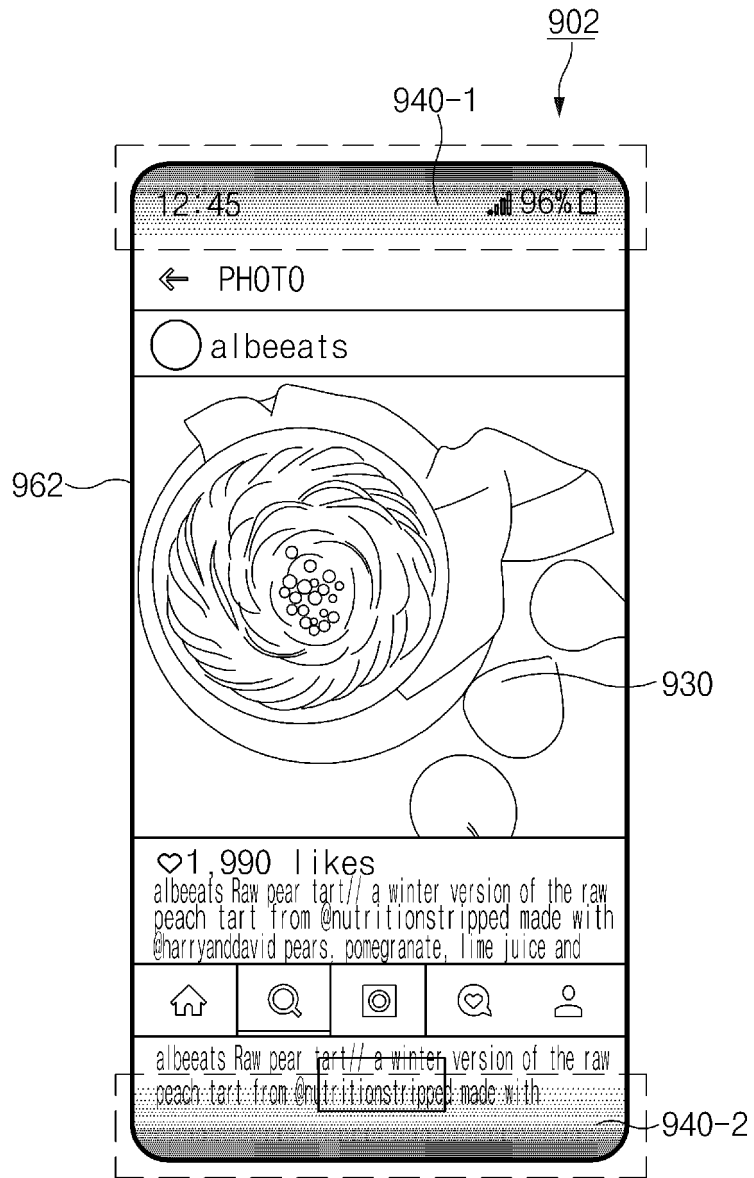 902
940-1
12:45 96%
PHOTO
albeeats
962
930
1,990 likes
albeeats Raw pear tart// a winter version of the raw
peach tart from @nutritionstripped made with
@harryanddavid pears, pomegranate, lime juice and
albeeats Raw pear tart// a winter version of the raw
peach tart from @nutritionstripped made with
940-2